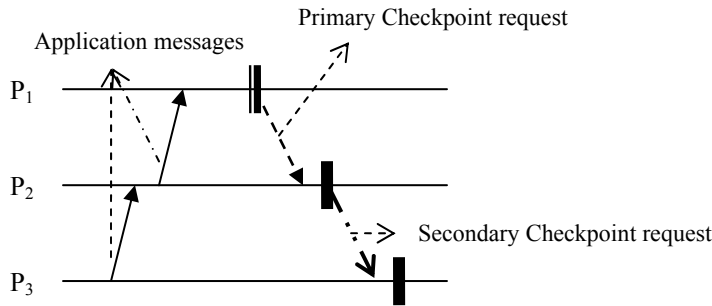 Primary Checkpoint request
Application messages
P1
P2
Secondary Checkpoint request
P3